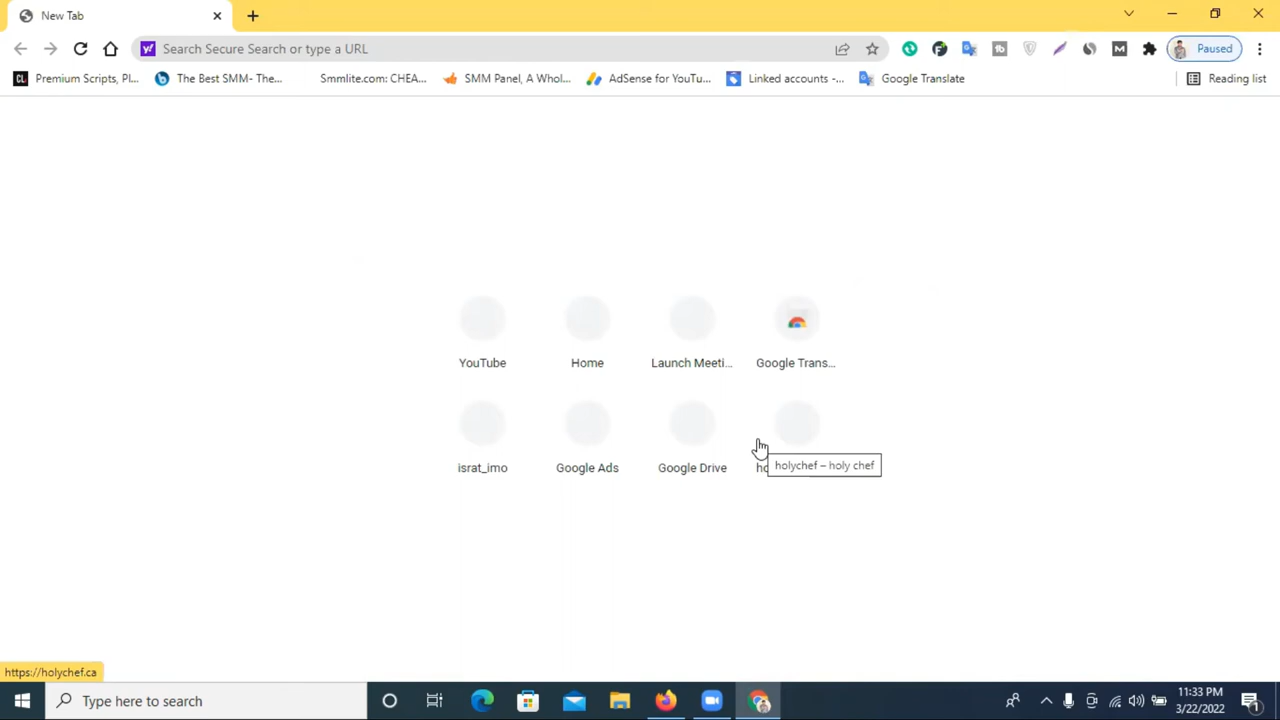 New Tab
Search Secure Search or type a URL
Paused
Premium Scripts, Pl...
The Best SMM- The...
Smmlite.com: CHEA...
SMM Panel, A Whol...
AdSense for YouTu...
Linked accounts -...
Google Translate
Reading list
YouTube
Home
Launch Meeti...
Google Trans...
israt_imo
Google Ads
Google Drive
ho
holychef – holy chef
https://holychef.ca
Type here to search
11:33 PM
3/22/2022